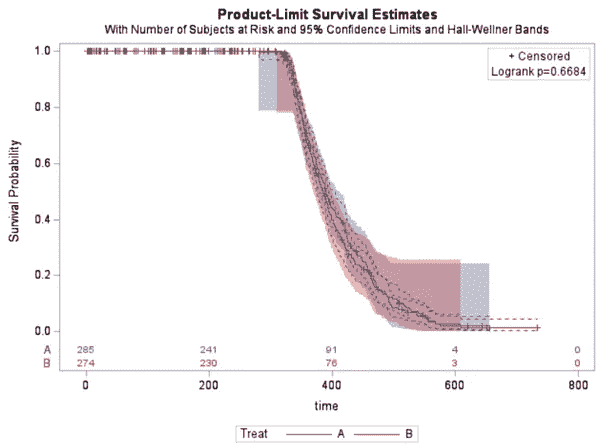 Product-Limit Survival Estimates
With Number of Subjects at Risk and 95% Confidence Limits and Hall-Wellner Bands
+ Censored
Logrank p=0.6684
Survival Probability
1.0
0.8
0.6
0.4
0.2
0.0
A 285 241 91 4 0
B 274 230 76 3 0
0 200 400 600 800
time
Treat A B